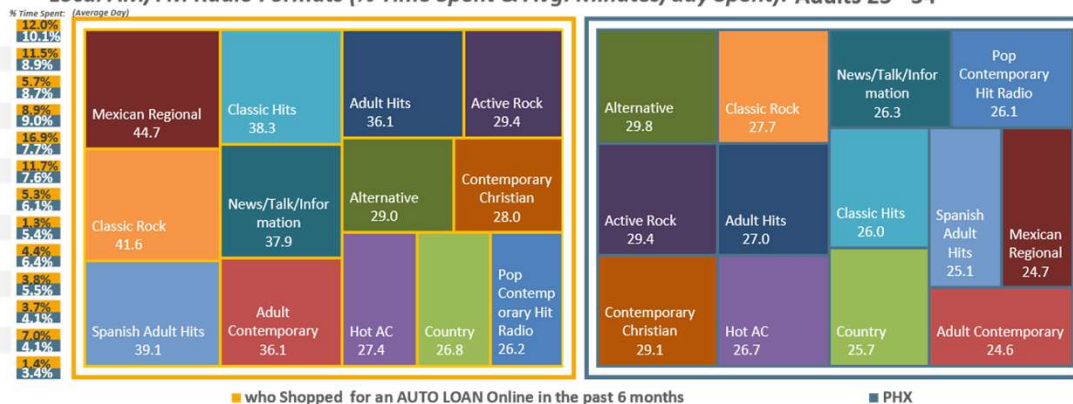 % Time Spent: (Average Day)
12.0%
10.1%
11.5%
8.9%
5.7%
8.7%
8.9%
9.0%
16.9%
7.7%
11.7%
7.6%
5.3%
6.1%
1.3%
5.4%
4.4%
6.4%
3.8%
5.5%
3.7%
4.1%
7.0%
4.1%
1.4%
3.4%
Mexican Regional
44.7
Classic Rock
41.6
Spanish Adult Hits
39.1
Classic Hits
38.3
News/Talk/Infor
mation
37.9
Adult
Contemporary
36.1
Adult Hits
36.1
Active Rock
29.4
Alternative
29.0
Contemporary
Christian
28.0
Hot AC
27.4
Country
26.8
Pop
Contemp
orary Hit
Radio
26.2
Alternative
29.8
Active Rock
29.4
Contemporary
Christian
29.1
Classic Rock
27.7
Adult Hits
27.0
Hot AC
26.7
News/Talk/Infor
mation
26.3
Pop
Contemporary
Hit Radio
26.1
Classic Hits
26.0
Country
25.7
Spanish
Adult
Hits
25.1
Mexican
Regional
24.7
Adult Contemporary
24.6
who Shopped for an AUTO LOAN Online in the past 6 months
PHX